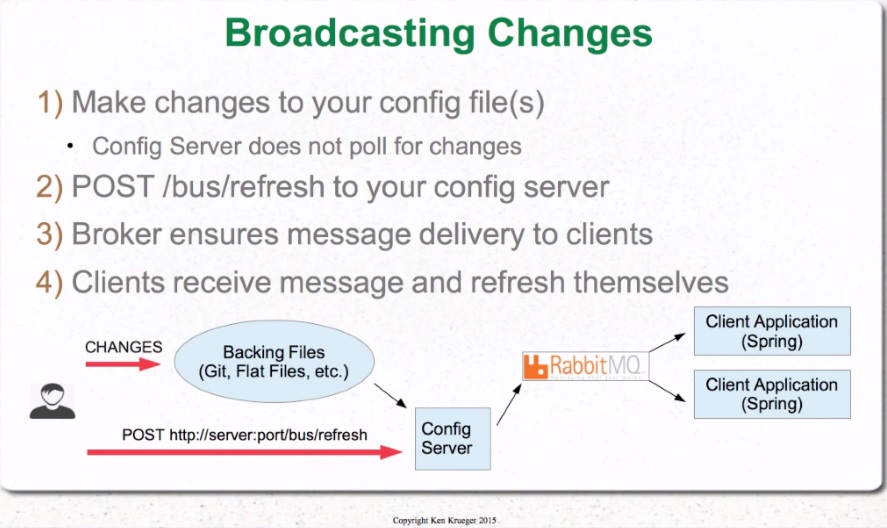 Broadcasting Changes
1) Make changes to your config file(s)
• Config Server does not poll for changes
2) POST /bus/refresh to your config server
3) Broker ensures message delivery to clients
4) Clients receive message and refresh themselves
CHANGES
Backing Files
(Git, Flat Files, etc.)
POST http://server:port/bus/refresh
Config
Server
RabbitMQ
Client Application
(Spring)
Client Application
(Spring)
Copyright Ken Krueger 2015